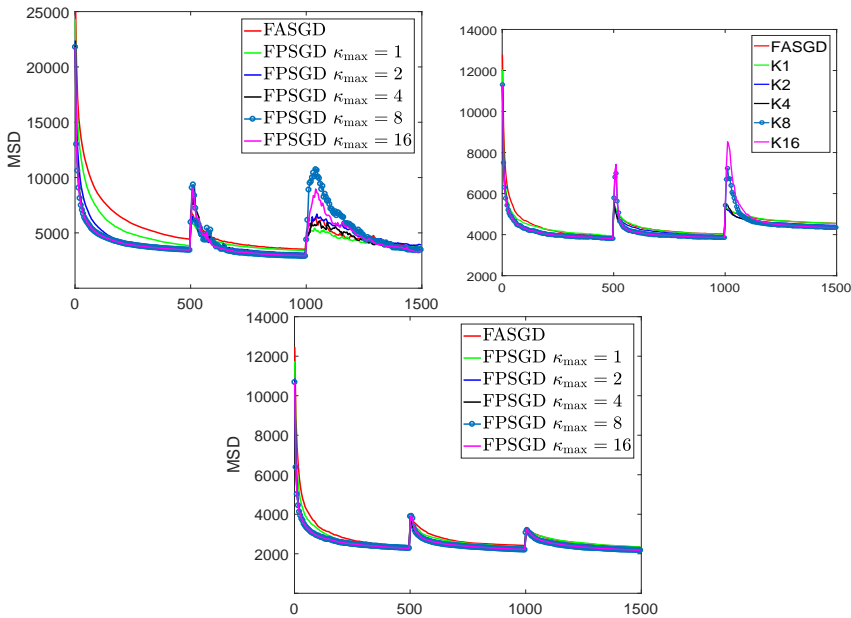 25000
20000
15000
10000
5000
MSD
0
500
1000
1500
FASGD
FPSGD κmax = 1
FPSGD κmax = 2
FPSGD κmax = 4
FPSGD κmax = 8
FPSGD κmax = 16
14000
12000
10000
8000
6000
4000
2000
0
500
1000
1500
FASGD
K1
K2
K4
K8
K16
14000
12000
10000
8000
6000
4000
2000
MSD
0
500
1000
1500
FASGD
FPSGD κmax = 1
FPSGD κmax = 2
FPSGD κmax = 4
FPSGD κmax = 8
FPSGD κmax = 16